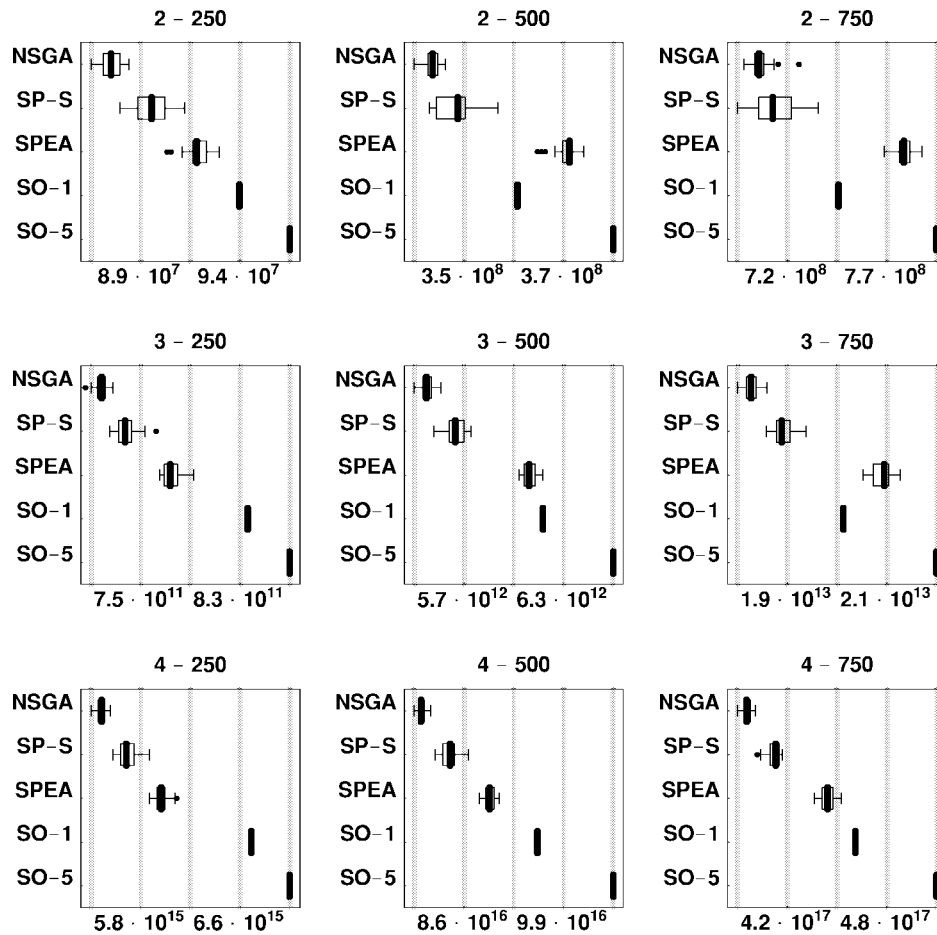 2 – 250
2 – 500
2 – 750
NSGA
SP–S
SPEA
SO–1
SO–5
8.9 · 10^7 9.4 · 10^7
NSGA
SP–S
SPEA
SO–1
SO–5
3.5 · 10^8 3.7 · 10^8
NSGA
SP–S
SPEA
SO–1
SO–5
7.2 · 10^8 7.7 · 10^8
3 – 250
3 – 500
3 – 750
NSGA
SP–S
SPEA
SO–1
SO–5
7.5 · 10^11 8.3 · 10^11
NSGA
SP–S
SPEA
SO–1
SO–5
5.7 · 10^12 6.3 · 10^12
NSGA
SP–S
SPEA
SO–1
SO–5
1.9 · 10^13 2.1 · 10^13
4 – 250
4 – 500
4 – 750
NSGA
SP–S
SPEA
SO–1
SO–5
5.8 · 10^15 6.6 · 10^15
NSGA
SP–S
SPEA
SO–1
SO–5
8.6 · 10^16 9.9 · 10^16
NSGA
SP–S
SPEA
SO–1
SO–5
4.2 · 10^17 4.8 · 10^17